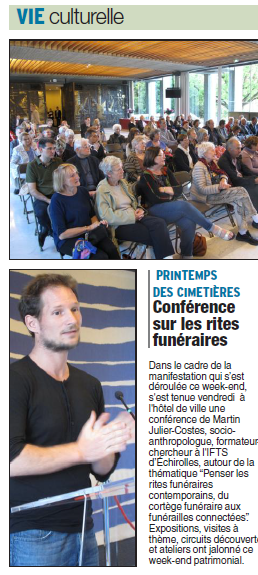 VIE culturelle
PRINTEMPS
DES CIMETIÈRES
Conférence
sur les rites
funéraires
Dans le cadre de la
manifestation qui s'est
déroulée ce week-end,
s'est tenue vendredi à
l'hôtel de ville une
conférence de Martin
Julier-Costes, socio-
anthropologue, formateur
chercheur à l'IFTS
d'Échirolles, autour de la
thématique "Penser les
rites funéraires
contemporains, du
cortège funéraire aux
funérailles connectées".
Expositions, visites à
thème, circuits découverte
et ateliers ont jalonné ce
week-end patrimonial.